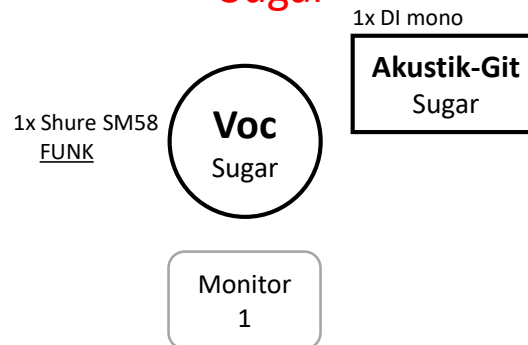 Sugar
1x DI mono
Akustik-Git
Sugar
1x Shure SM58
FUNK
Voc
Sugar
Monitor
1